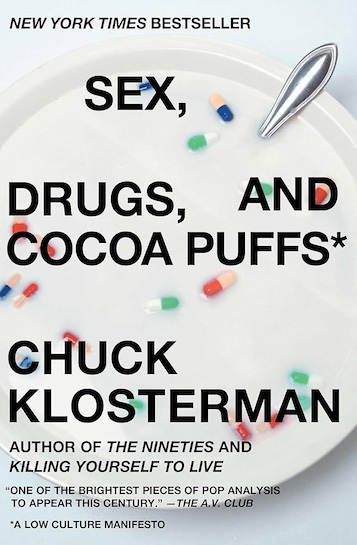 NEW YORK TIMES BESTSELLER
SEX,
DRUGS, AND
COCOA PUFFS*
CHUCK
KLOSTERMAN
AUTHOR OF THE NINETIES AND
KILLING YOURSELF TO LIVE
“ONE OF THE BRIGHTEST PIECES OF POP ANALYSIS
TO APPEAR THIS CENTURY.” —THE A.V. CLUB
*A LOW CULTURE MANIFESTO